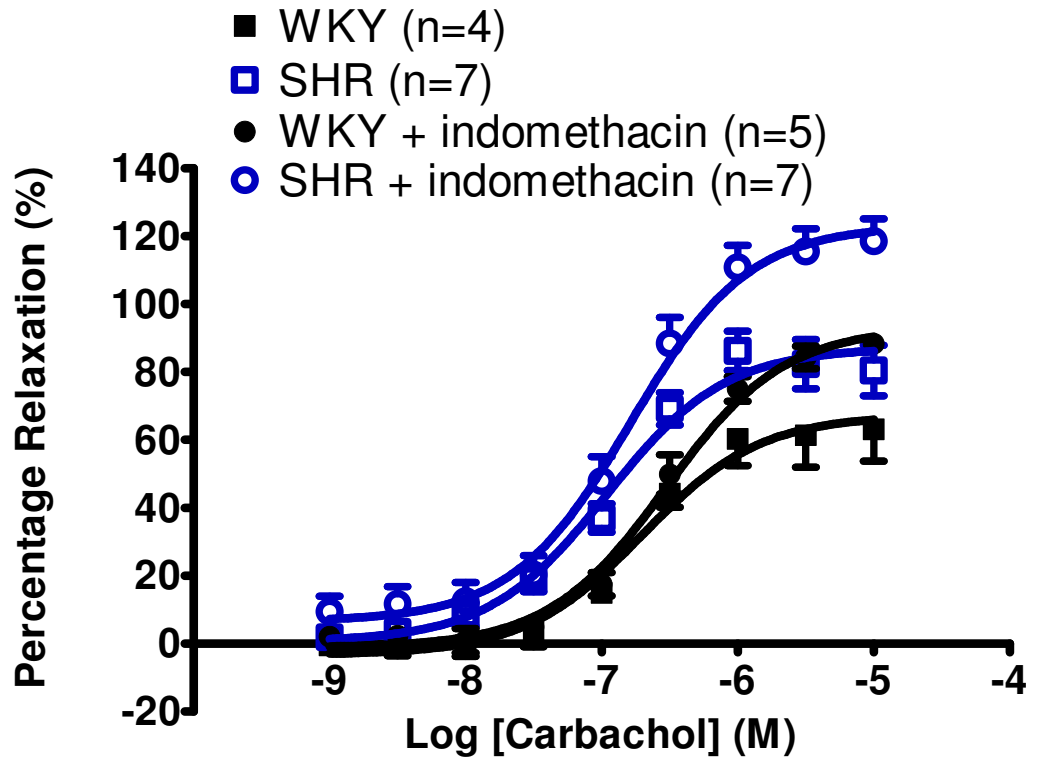 WKY (n=4)
SHR (n=7)
WKY + indomethacin (n=5)
SHR + indomethacin (n=7)
Percentage Relaxation (%)
140
120
100
80
60
40
20
0
-20
-9 -8 -7 -6 -5 -4
Log [Carbachol] (M)